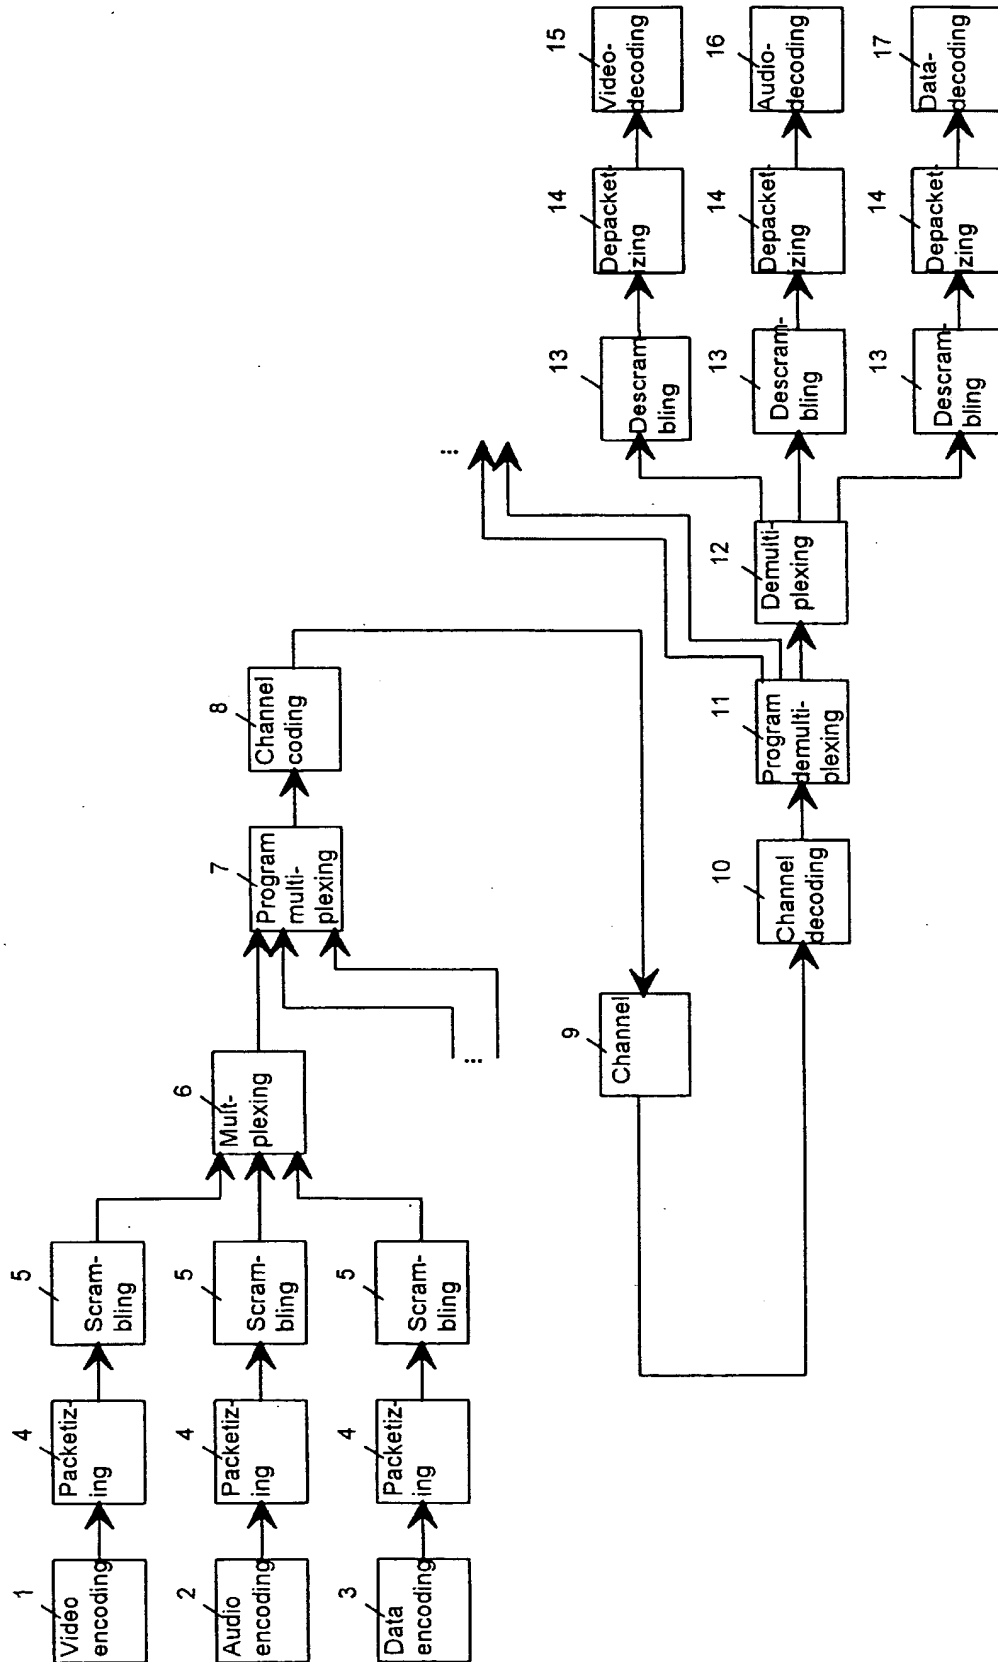 1
Video
encoding
4
Packetiz-
ing
5
Scram-
bling
2
Audio
encoding
4
Packetiz-
ing
5
Scram-
bling
3
Data
encoding
4
Packetiz-
ing
5
Scram-
bling
6
Mult-
plexing
...
7
Program
multi-
plexing
8
Channel
coding
9
Channel
10
Channel
decoding
11
Program
demulti-
plexing
...
12
Demulti-
plexing
13
Descram-
bling
14
Depacket-
izing
15
Video-
decoding
13
Descram-
bling
14
Depacket-
izing
16
Audio-
decoding
13
Descram-
bling
14
Depacket-
izing
17
Data-
decoding